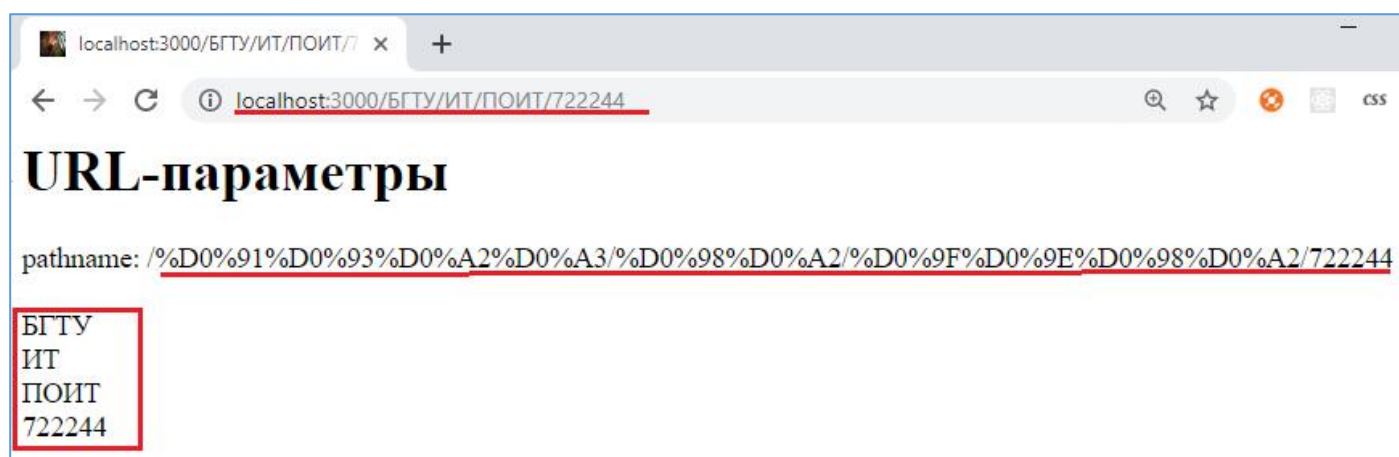 localhost:3000/БГТУ/ИТ/ПОИТ/7
localhost:3000/БГТУ/ИТ/ПОИТ/722244
CSS
URL-параметры
pathname: /%D0%91%D0%93%D0%A2%D0%A3/%D0%98%D0%A2/%D0%9F%D0%9E%D0%98%D0%A2/722244
БГТУ
ИТ
ПОИТ
722244